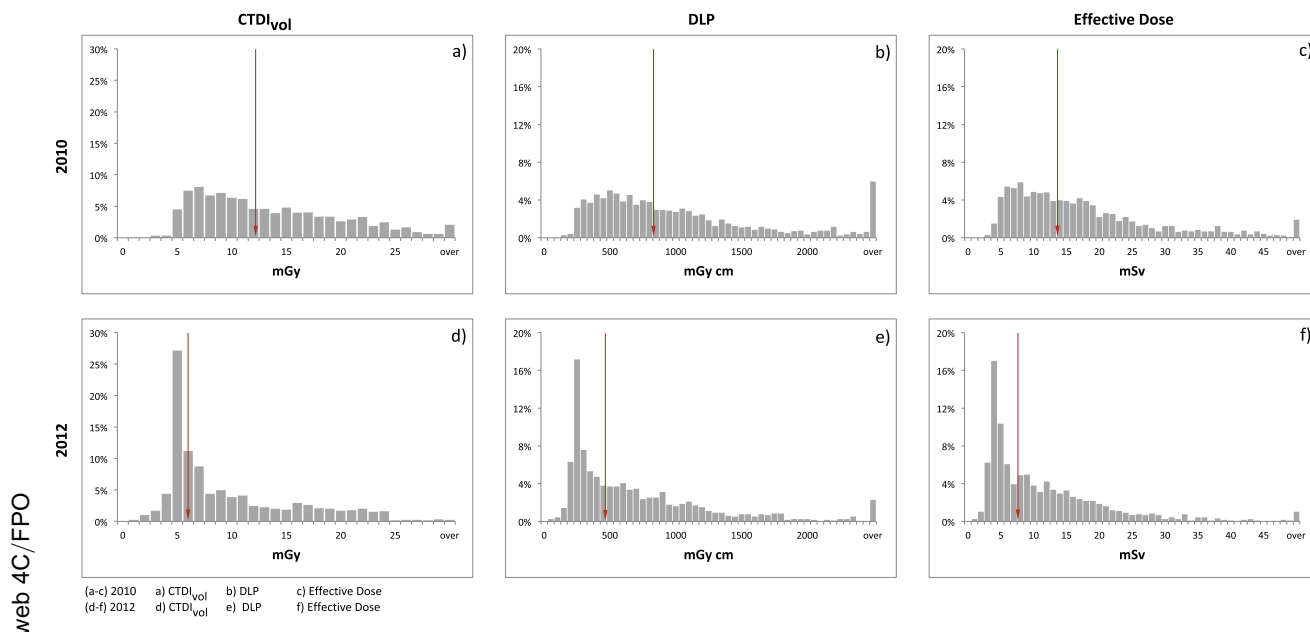 CTDIvol DLP Effective Dose
2010
a)
30%
25%
20%
15%
10%
5%
0%
0 5 10 15 20 25 over
mGy
b)
20%
16%
12%
8%
4%
0%
0 500 1000 1500 2000 over
mGy cm
c)
20%
16%
12%
8%
4%
0%
0 5 10 15 20 25 30 35 40 45 over
mSv
2012
d)
30%
25%
20%
15%
10%
5%
0%
0 5 10 15 20 25 over
mGy
e)
20%
16%
12%
8%
4%
0%
0 500 1000 1500 2000 over
mGy cm
f)
20%
16%
12%
8%
4%
0%
0 5 10 15 20 25 30 35 40 45 over
mSv
(a-c) 2010 a) CTDIvol b) DLP c) Effective Dose
(d-f) 2012 d) CTDIvol e) DLP f) Effective Dose
web 4C/FPO